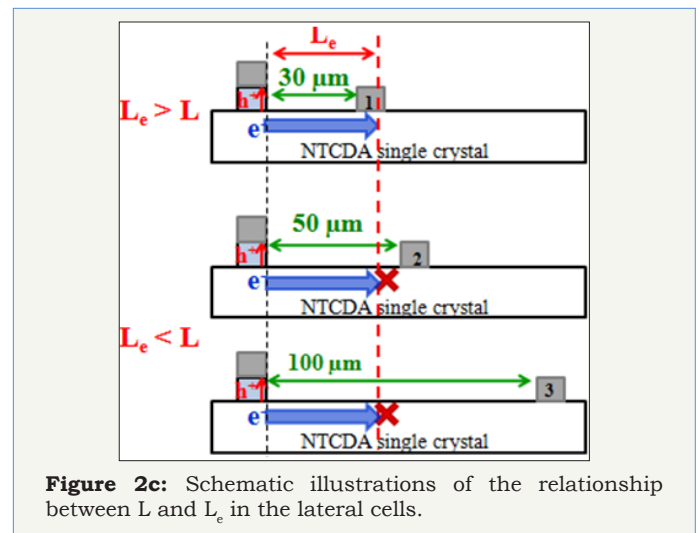 Lₑ
30 μm
h⁺
1
Lₑ > L
e⁻
NTCDA single crystal
50 μm
h⁺
2
e⁻
NTCDA single crystal
Lₑ < L
100 μm
h⁺
3
e⁻
NTCDA single crystal
Figure 2c: Schematic illustrations of the relationship
between L and Lₑ in the lateral cells.